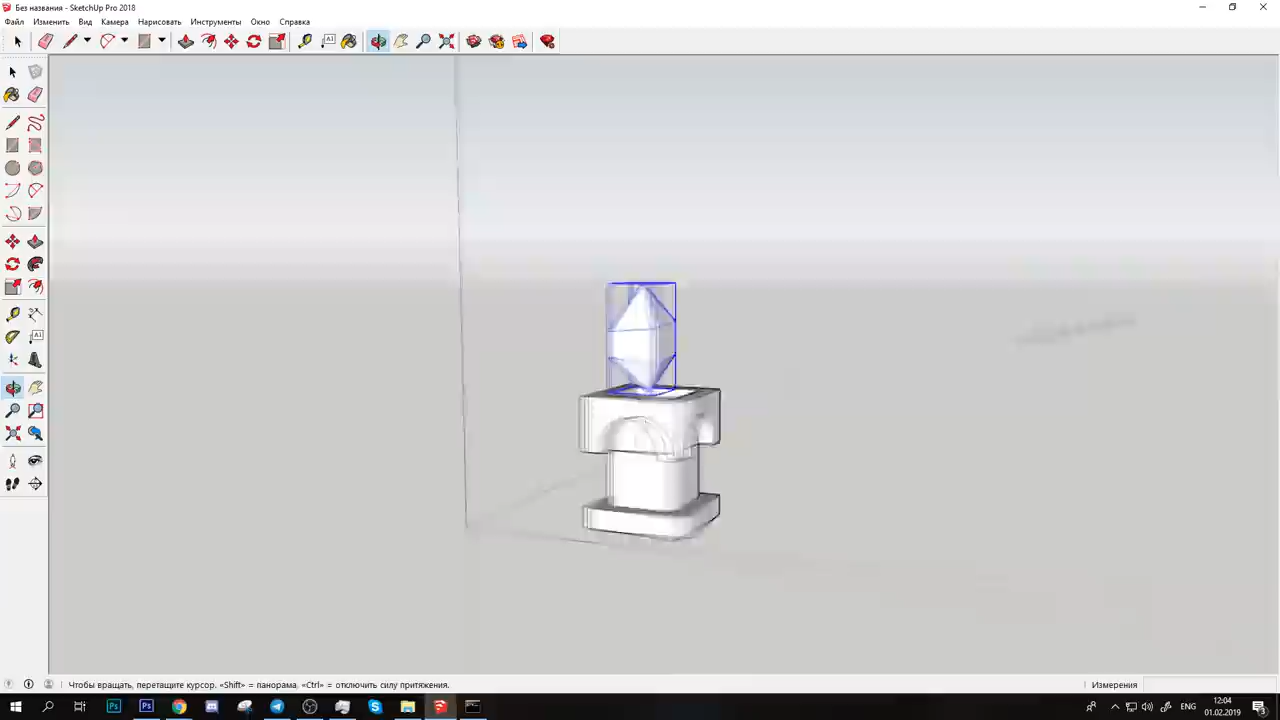 Без названия - SketchUp Pro 2018
Файл Изменить Вид Камера Нарисовать Инструменты Окно Справка
Чтобы вращать, перетащите курсор. «Shift» = панорама, «Ctrl» = отключить силу притяжения.
Измерения
ENG
12:04
01.02.2019